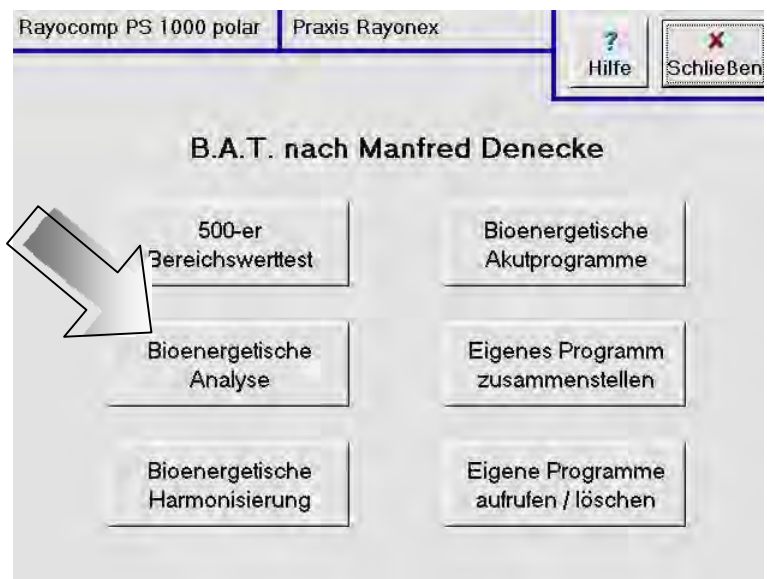 Rayocomp PS 1000 polar
Praxis Rayonex
?
Hilfe
X
Schließen
B.A.T. nach Manfred Denecke
500-er
Bereichswerttest
Bioenergetische
Akutprogramme
Bioenergetische
Analyse
Eigenes Programm
zusammenstellen
Bioenergetische
Harmonisierung
Eigene Programme
aufrufen / löschen